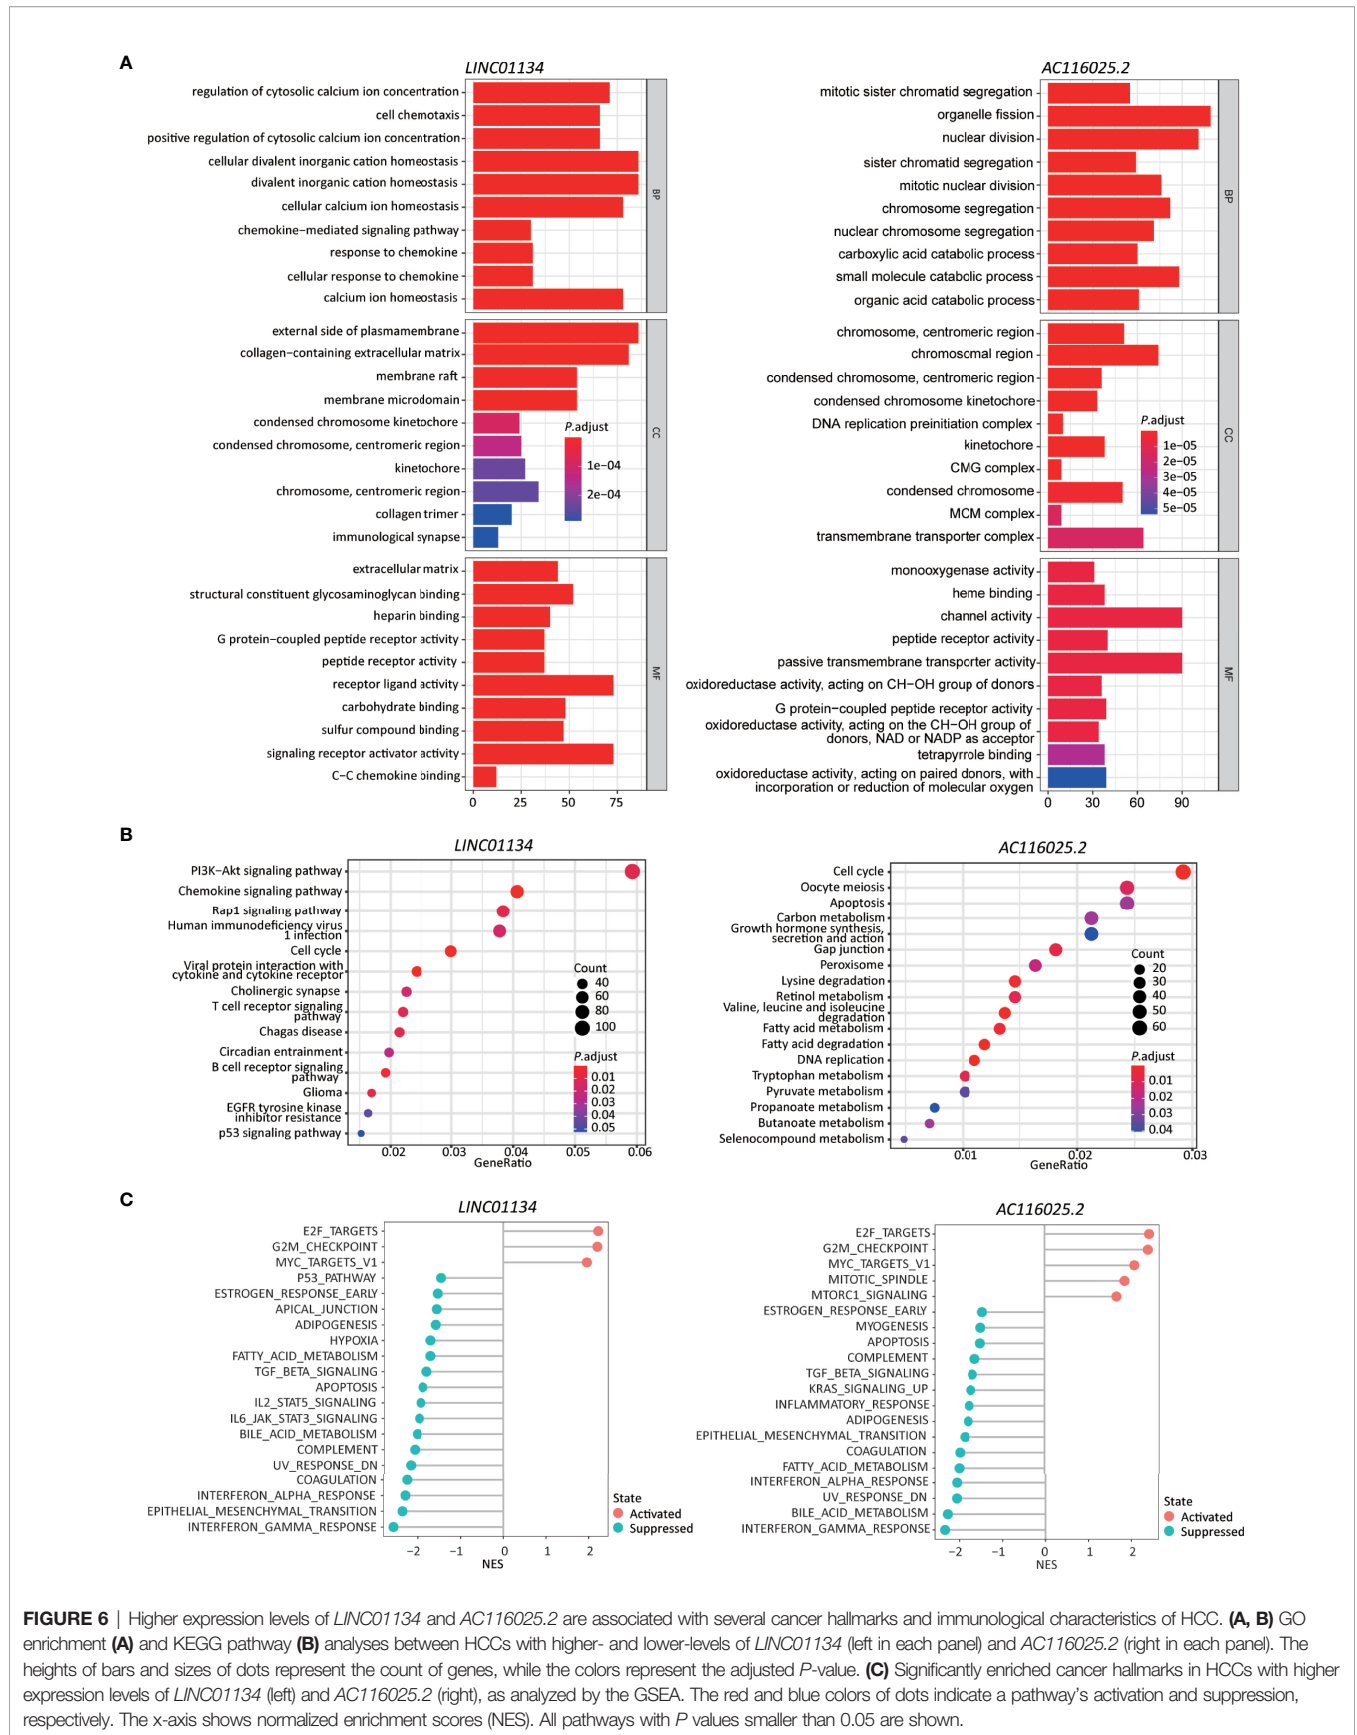 A
LINC01134
regulation of cytosolic calcium ion concentration
cell chemotaxis
positive regulation of cytosolic calcium ion concentration
cellular divalent inorganic cation homeostasis
divalent inorganic cation homeostasis
cellular calcium ion homeostasis
chemokine-mediated signaling pathway
response to chemokine
cellular response to chemokine
calcium ion homeostasis
BP
external side of plasmamembrane
collagen-containing extracellular matrix
membrane raft
membrane microdomain
condensed chromosome kinetochore
condensed chromosome, centromeric region
kinetochore
chromosome, centromeric region
collagen trimer
immunological synapse
P.adjust
1e-04
2e-04
CC
extracellular matrix
structural constituent glycosaminoglycan binding
heparin binding
G protein-coupled peptide receptor activity
peptide receptor activity
receptor ligand activity
carbohydrate binding
sulfur compound binding
signaling receptor activator activity
C-C chemokine binding
MF
0 25 50 75
AC116025.2
mitotic sister chromatid segregation
organelle fission
nuclear division
sister chromatid segregation
mitotic nuclear division
chromosome segregation
nuclear chromosome segregation
carboxylic acid catabolic process
small molecule catabolic process
organic acid catabolic process
BP
chromosome, centromeric region
chromoscmal region
condensed chromosome, centromeric region
condensed chromosome kinetochore
DNA replication preinitiation complex
kinetochore
CMG complex
condensed chromosome
MCM complex
transmembrane transporter complex
P.adjust
1e-05
2e-05
3e-05
4e-05
5e-05
CC
monooxygenase activity
heme binding
channel activity
peptide receptor activity
passive transmembrane transporter activity
oxidoreductase activity, acting on CH-OH group of donors
G protein-coupled peptide receptor activity
oxidoreductase activity, acting on the CH-OH group of
donors, NAD or NADP as acceptor
tetrapyrrole binding
oxidoreductase activity, acting on paired donors, with
incorporation or reduction of molecular oxygen
MF
0 30 60 90
B
LINC01134
PI3K-Akt signaling pathway
Chemokine signaling pathway
Rap1 signaling pathway
Human immunodeficiency virus
1 infection
Cell cycle
Viral protein interaction with
cytokine and cytokine receptor
Cholinergic synapse
T cell receptor signaling
pathway
Chagas disease
Circadian entrainment
B cell receptor signaling
pathway
Glioma
EGFR tyrosine kinase
inhibitor resistance
p53 signaling pathway
Count
40
60
80
100
P.adjust
0.01
0.02
0.03
0.04
0.05
0.02 0.03 0.04 0.05 0.06
GeneRatio
AC116025.2
Cell cycle
Oocyte meiosis
Apoptosis
Carbon metabolism
Growth hormone synthesis,
secretion and action
Gap junction
Peroxisome
Lysine degradation
Retinol metabolism
Valine, leucine and isoleucine
degradation
Fatty acid metabolism
Fatty acid degradation
DNA replication
Tryptophan metabolism
Pyruvate metabolism
Propanoate metabolism
Butanoate metabolism
Selenocompound metabolism
Count
20
30
40
50
60
P.adjust
0.01
0.02
0.03
0.04
0.01 0.02 0.03
GeneRatio
C
LINC01134
E2F_TARGETS
G2M_CHECKPOINT
MYC_TARGETS_V1
P53_PATHWAY
ESTROGEN_RESPONSE_EARLY
APICAL_JUNCTION
ADIPOGENESIS
HYPOXIA
FATTY_ACID_METABOLISM
TGF_BETA_SIGNALING
APOPTOSIS
IL2_STAT5_SIGNALING
IL6_JAK_STAT3_SIGNALING
BILE_ACID_METABOLISM
COMPLEMENT
UV_RESPONSE_DN
COAGULATION
INTERFERON_ALPHA_RESPONSE
EPITHELIAL_MESENCHYMAL_TRANSITION
INTERFERON_GAMMA_RESPONSE
State
Activated
Suppressed
-2 -1 0 1 2
NES
AC116025.2
E2F_TARGETS
G2M_CHECKPOINT
MYC_TARGETS_V1
MITOTIC_SPINDLE
MTORC1_SIGNALING
ESTROGEN_RESPONSE_EARLY
MYOGENESIS
APOPTOSIS
COMPLEMENT
TGF_BETA_SIGNALING
KRAS_SIGNALING_UP
INFLAMMATORY_RESPONSE
ADIPOGENESIS
EPITHELIAL_MESENCHYMAL_TRANSITION
COAGULATION
FATTY_ACID_METABOLISM
INTERFERON_ALPHA_RESPONSE
UV_RESPONSE_DN
BILE_ACID_METABOLISM
INTERFERON_GAMMA_RESPONSE
State
Activated
Suppressed
-2 -1 0 1 2
NES
FIGURE 6 | Higher expression levels of LINC01134 and AC116025.2 are associated with several cancer hallmarks and immunological characteristics of HCC. (A, B) GO
enrichment (A) and KEGG pathway (B) analyses between HCCs with higher- and lower-levels of LINC01134 (left in each panel) and AC116025.2 (right in each panel). The
heights of bars and sizes of dots represent the count of genes, while the colors represent the adjusted P-value. (C) Significantly enriched cancer hallmarks in HCCs with higher
expression levels of LINC01134 (left) and AC116025.2 (right), as analyzed by the GSEA. The red and blue colors of dots indicate a pathway's activation and suppression,
respectively. The x-axis shows normalized enrichment scores (NES). All pathways with P values smaller than 0.05 are shown.